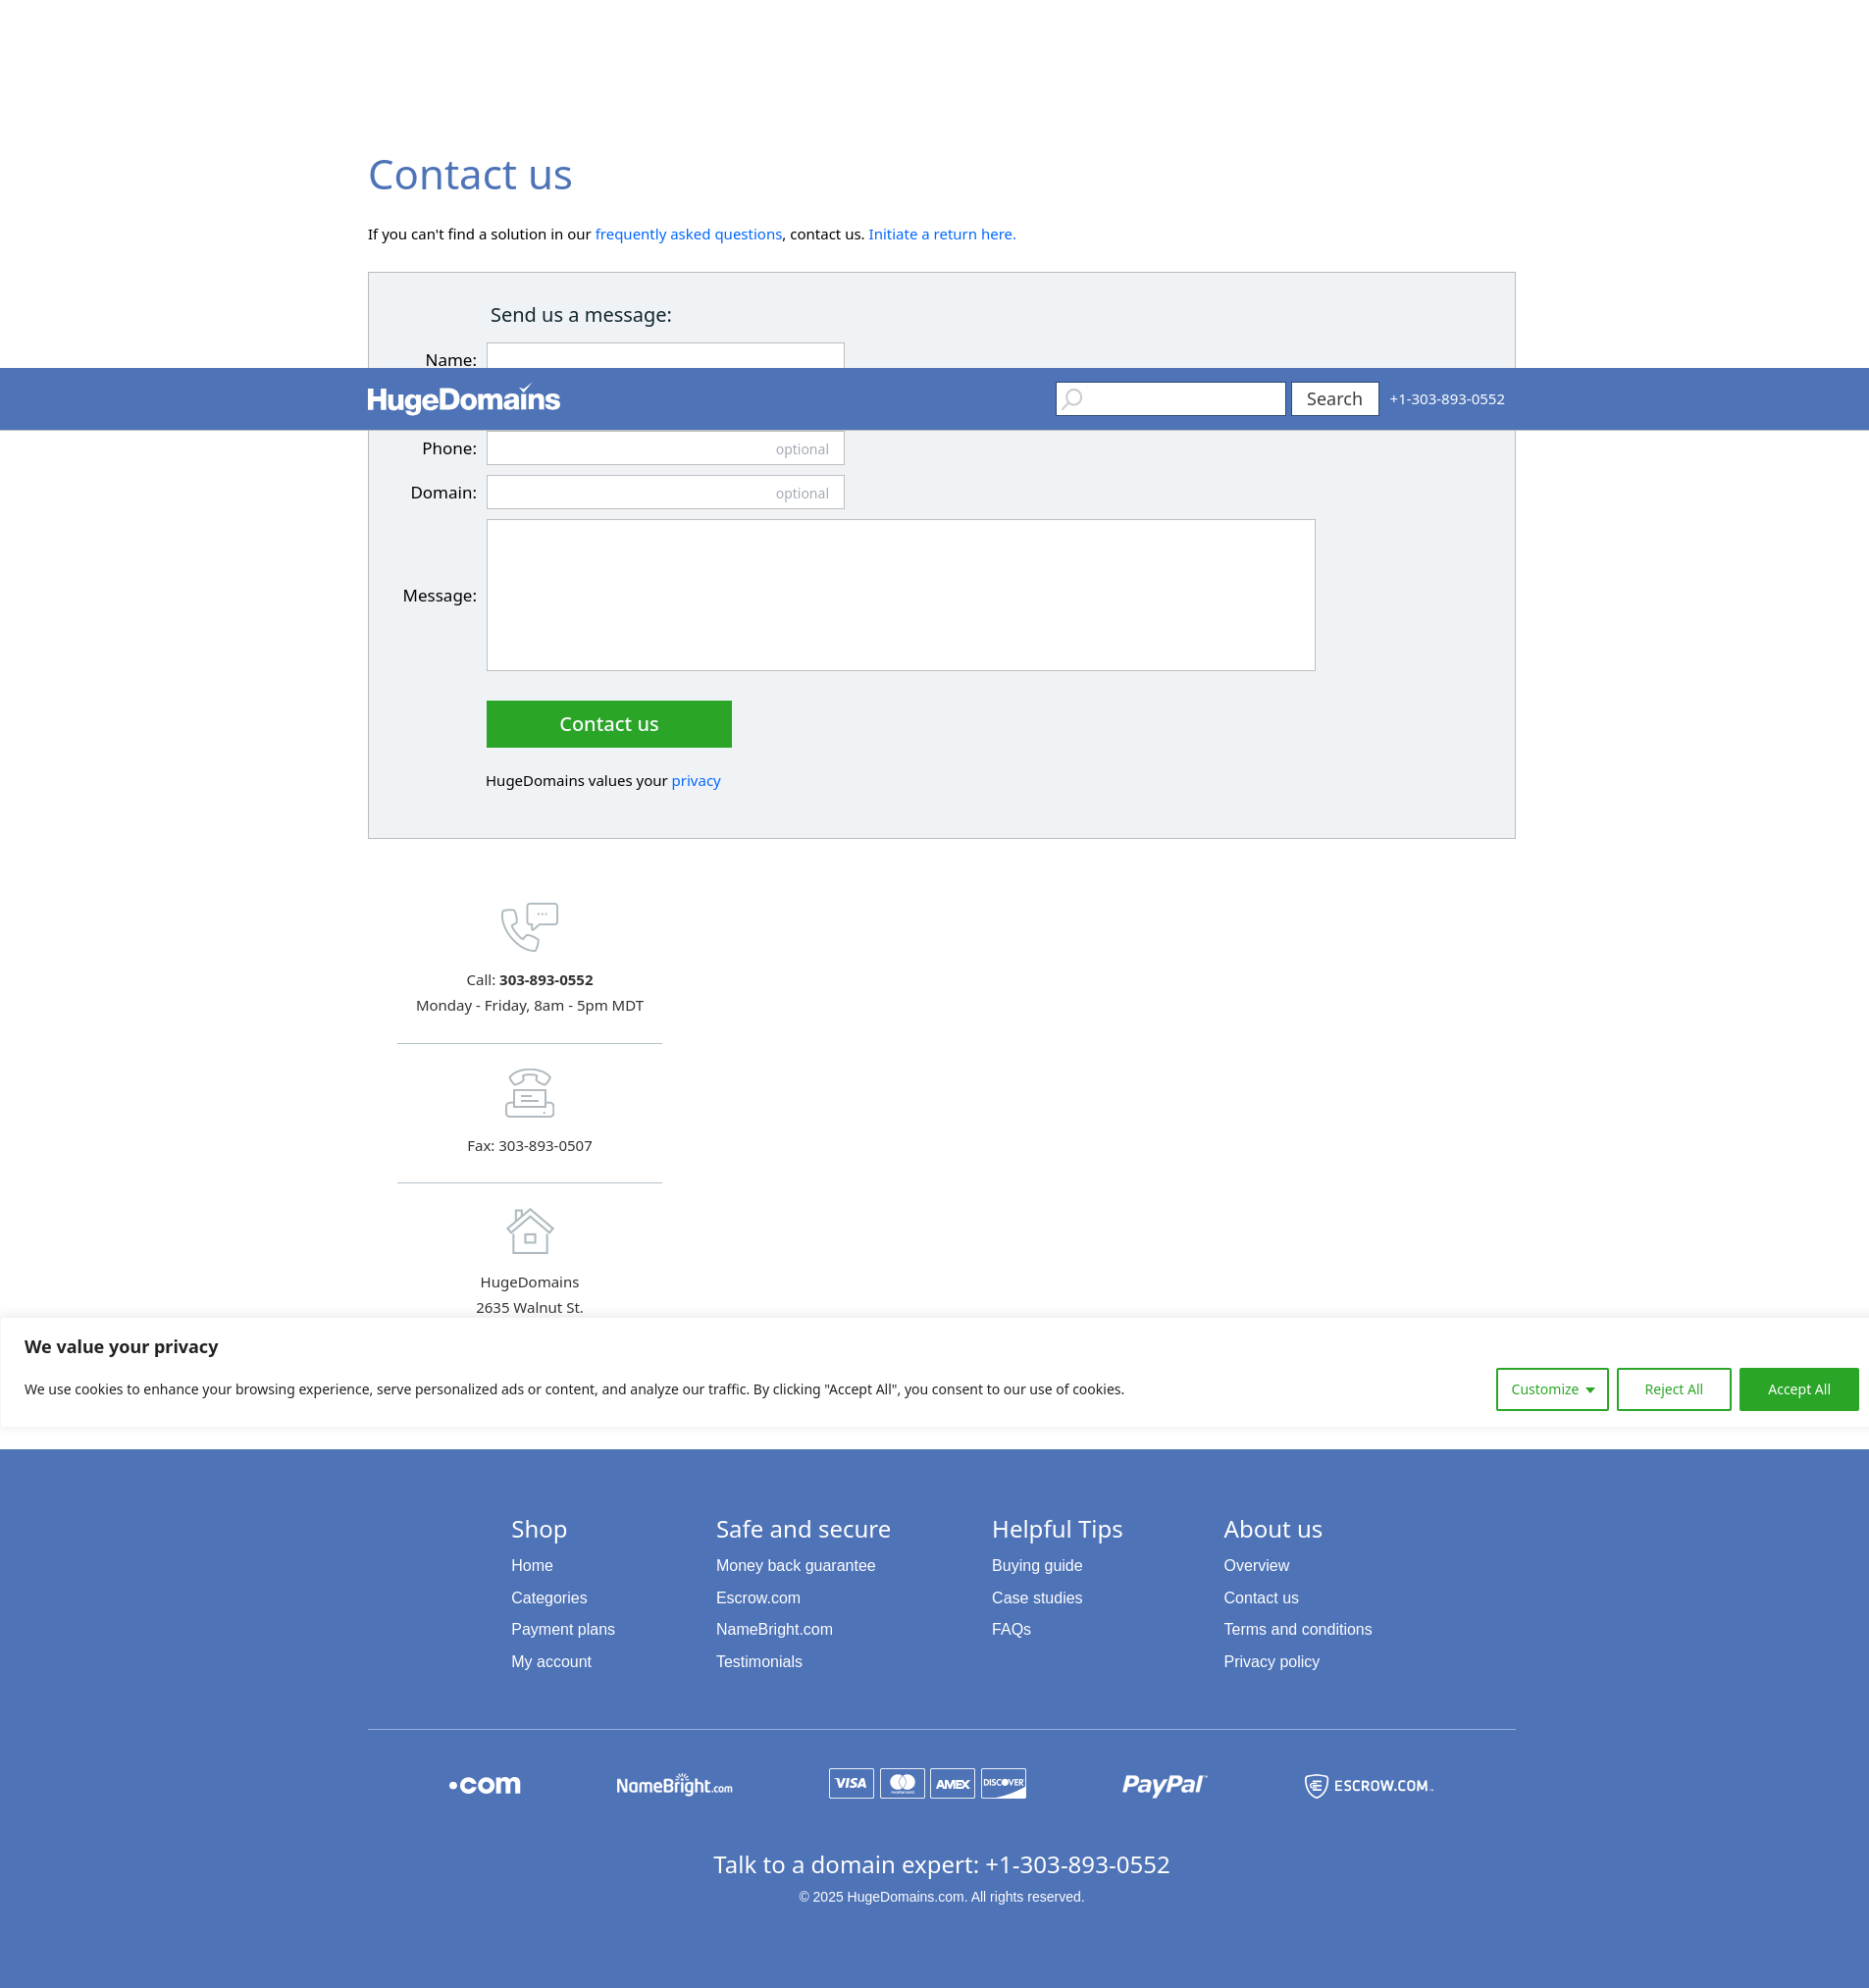 Contact us
If you can't find a solution in our frequently asked questions, contact us. Initiate a return here.
Send us a message:
Name:
HugeDomains
Search
+1-303-893-0552
Phone:
optional
Domain:
optional
Message:
Contact us
HugeDomains values your privacy
Call: 303-893-0552
Monday - Friday, 8am - 5pm MDT
Fax: 303-893-0507
HugeDomains
2635 Walnut St.
We value your privacy
We use cookies to enhance your browsing experience, serve personalized ads or content, and analyze our traffic. By clicking "Accept All", you consent to our use of cookies.
Customize
Reject All
Accept All
Shop
Home
Categories
Payment plans
My account
Safe and secure
Money back guarantee
Escrow.com
NameBright.com
Testimonials
Helpful Tips
Buying guide
Case studies
FAQs
About us
Overview
Contact us
Terms and conditions
Privacy policy
.com
NameBright.com
VISA
mastercard
AMEX
DISCOVER
PayPal
ESCROW.COM
Talk to a domain expert: +1-303-893-0552
© 2025 HugeDomains.com. All rights reserved.